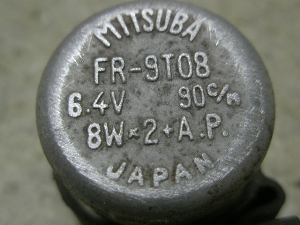 MITSUBA
FR-9T08
6.4V 90c/m
8W×2+A.P.
JAPAN